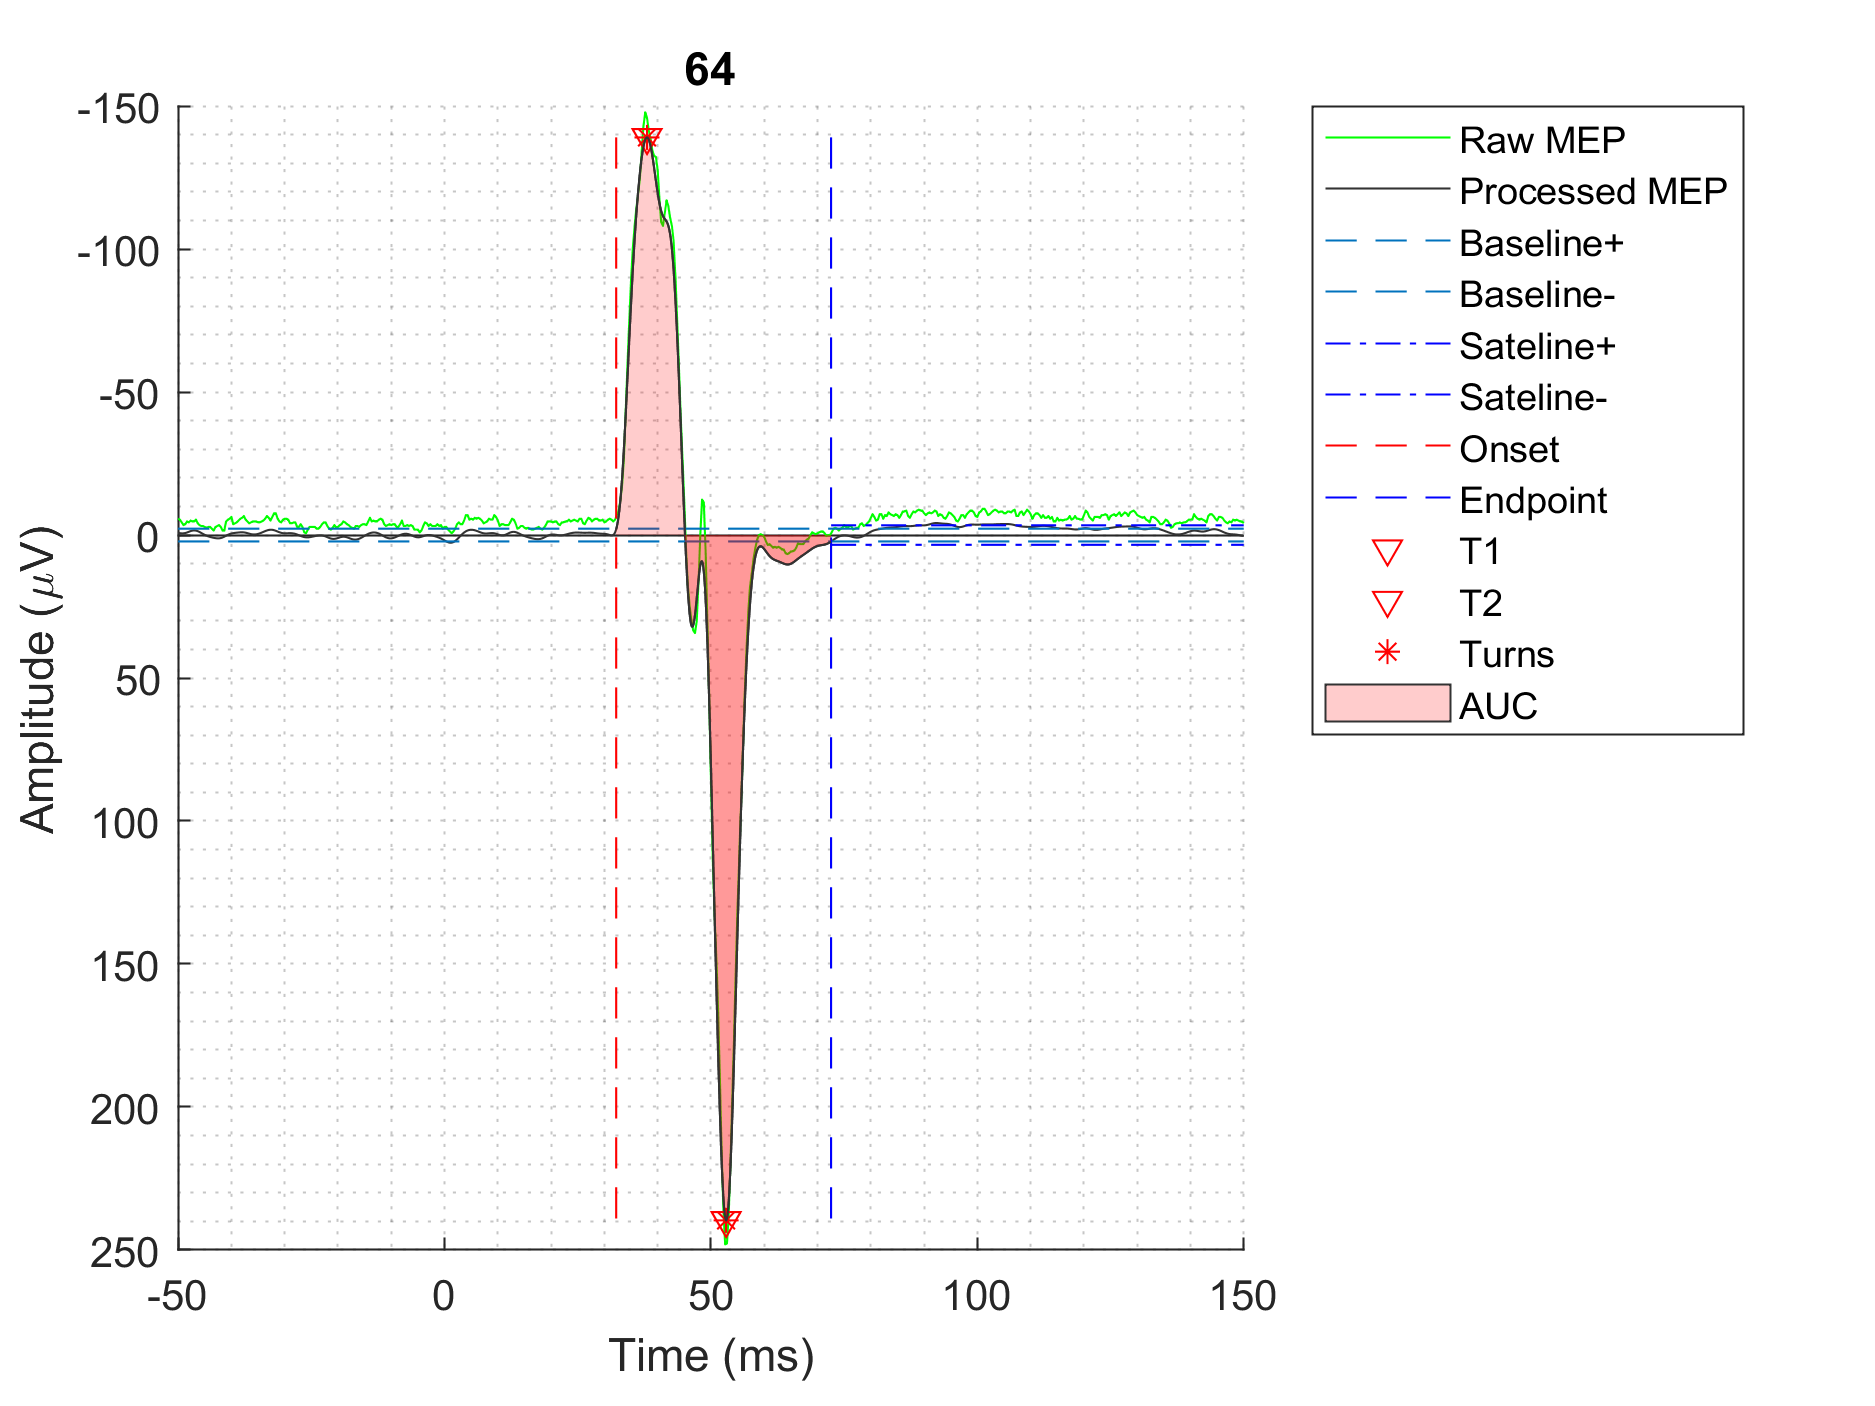 64
-150
-100
-50
0
50
100
150
200
250
Amplitude (μV)
-50 0 50 100 150
Time (ms)
Raw MEP
Processed MEP
Baseline+
Baseline-
Sateline+
Sateline-
Onset
Endpoint
T1
T2
Turns
AUC